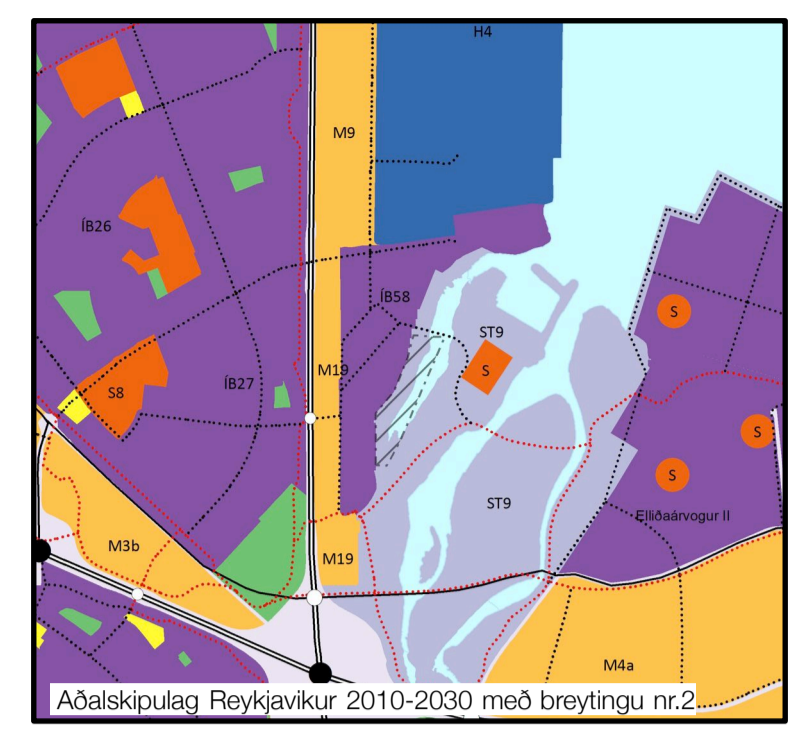 H4
M9
ÍB26
ÍB58
ST9
S
S
M19
ÍB27
S8
S
S
ST9
Elliðaárvogur II
M3b
M19
M4a
Aðalskipulag Reykjavikur 2010-2030 með breytingu nr.2